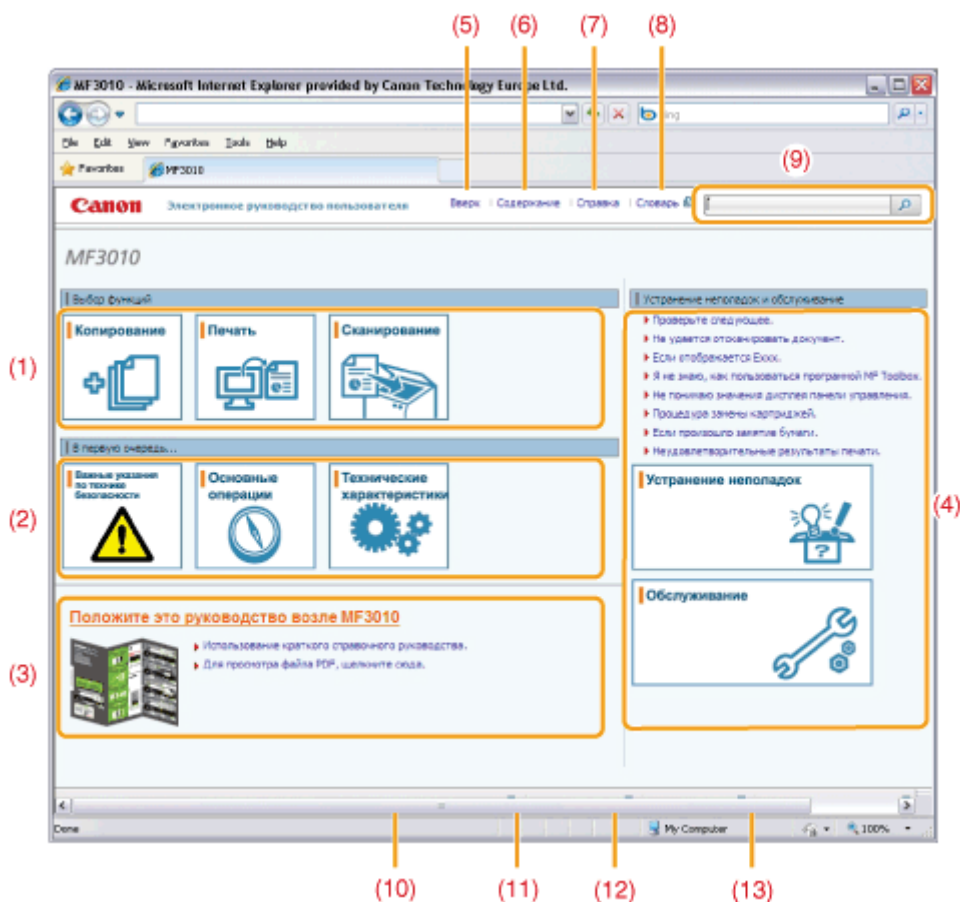 (5) (6) (7) (8)
MF3010 - Microsoft Internet Explorer provided by Canon Technology Europe Ltd.
File Edit View Favorites Tools Help
Favorites MF3010
(9)
Canon Электронное руководство пользователя Вверх Содержание Справка Словарь
MF3010
Выбор функций
Копирование Печать Сканирование
(1)
В первую очередь...
Важные указания
по технике
безопасности
Основные
операции
Технические
характеристики
(2)
Положите это руководство возле MF3010
Использование краткого справочного руководства.
Для просмотра файла PDF, щелкните сюда.
(3)
Устранение неполадок и обслуживание
Проверьте следующее.
Не удается отсканировать документ.
Если отображается Exxx.
Я не знаю, как пользоваться программой MF Toolbox.
Не понимаю значения дисплея панели управления.
Процедура замены картриджей.
Если произошло замятие бумаги.
Неудовлетворительные результаты печати.
Устранение неполадок
(4)
Обслуживание
Done My Computer 100%
(10) (11) (12) (13)